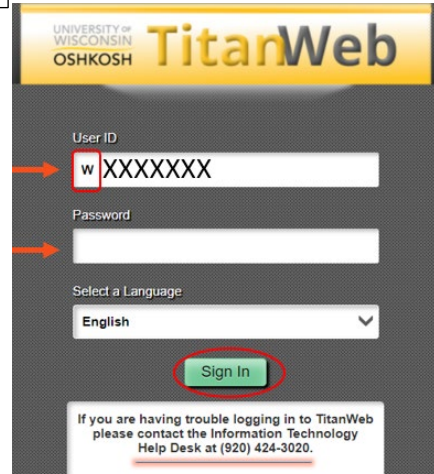 UNIVERSITY OF
WISCONSIN
OSHKOSH
TitanWeb
User ID
w XXXXXXX
Password
Select a Language
English
Sign In
If you are having trouble logging in to TitanWeb
please contact the Information Technology
Help Desk at (920) 424-3020.